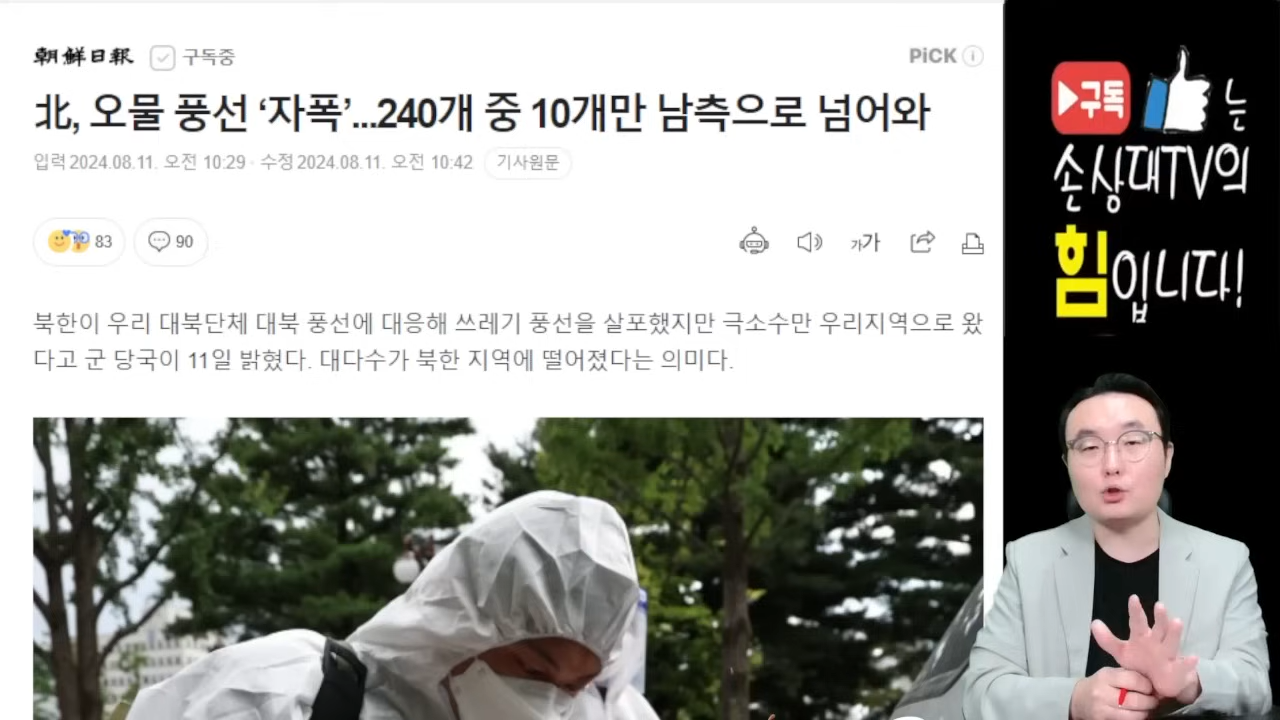 朝鮮日報 구독중
PiCK
北, 오물 풍선 ‘자폭’...240개 중 10개만 남측으로 넘어와
입력 2024.08.11. 오전 10:29 · 수정 2024.08.11. 오전 10:42 기사원문
83 90
가가
북한이 우리 대북단체 대북 풍선에 대응해 쓰레기 풍선을 살포했지만 극소수만 우리지역으로 왔
다고 군 당국이 11일 밝혔다. 대다수가 북한 지역에 떨어졌다는 의미다.
구독 는
손상대TV의
힘입니다!